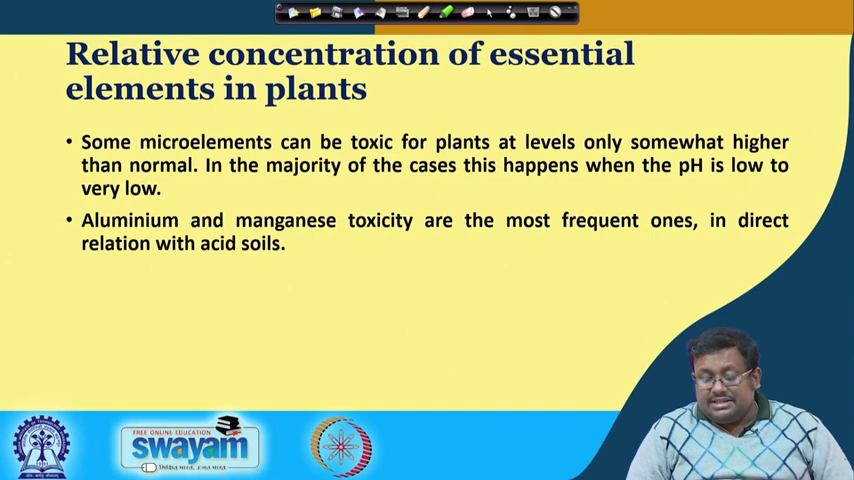 Relative concentration of essential
elements in plants
• Some microelements can be toxic for plants at levels only somewhat higher
than normal. In the majority of the cases this happens when the pH is low to
very low.
• Aluminium and manganese toxicity are the most frequent ones, in direct
relation with acid soils.
FREE ONLINE EDUCATION
swayam